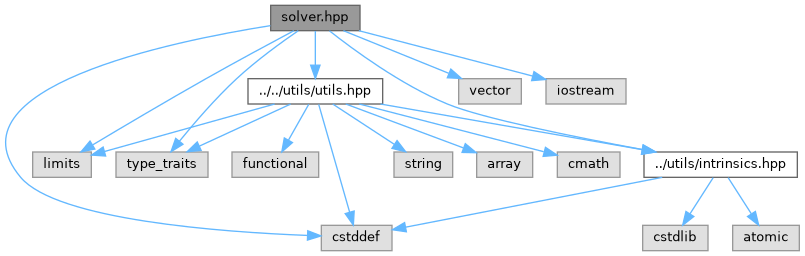 solver.hpp
../../utils/utils.hpp
vector
iostream
limits
type_traits
functional
string
array
cmath
../utils/intrinsics.hpp
cstddef
cstdlib
atomic